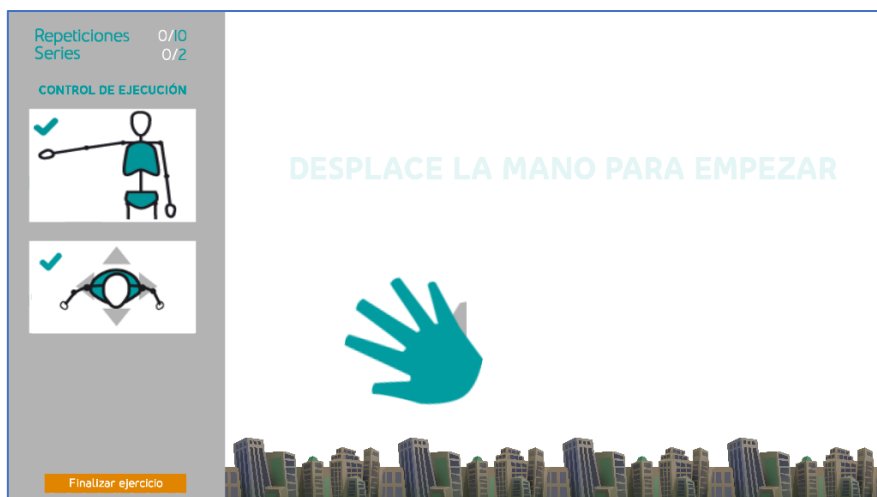 Repeticiones 0/10
Series 0/2
CONTROL DE EJECUCIÓN
DESPLACE LA MANO PARA EMPEZAR
Finalizar ejercicio